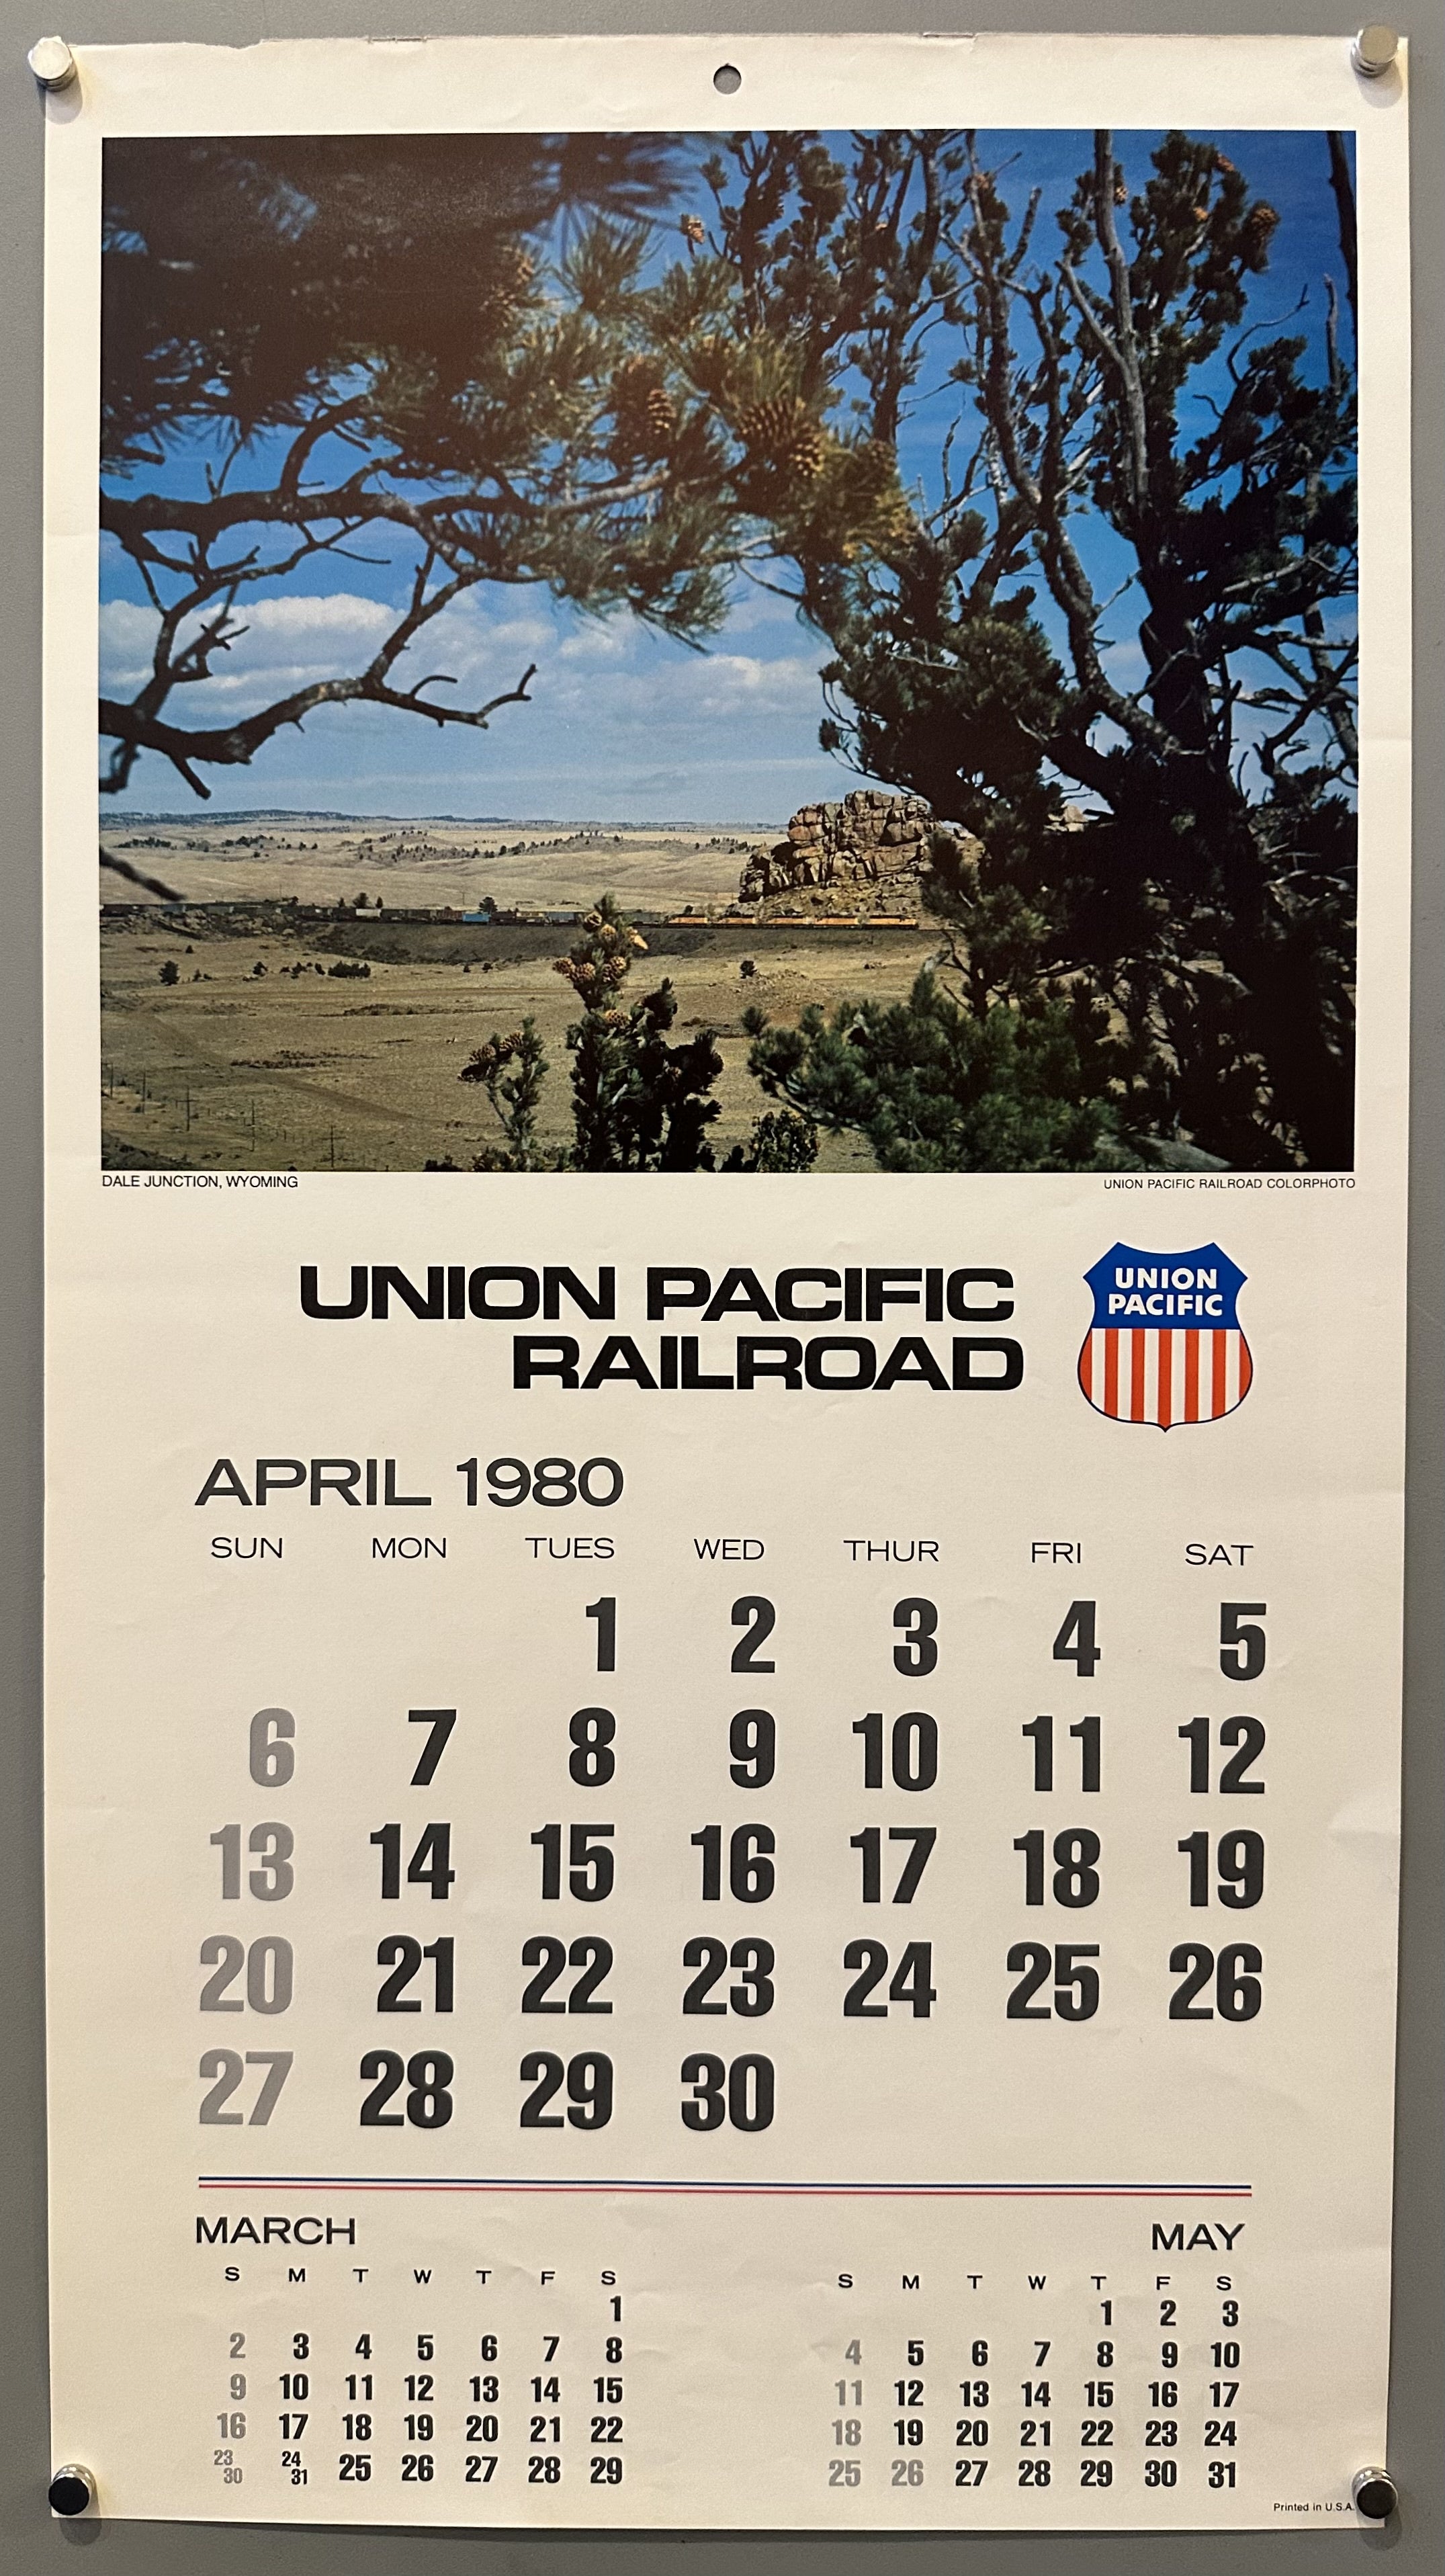 DALE JUNCTION, WYOMING
UNION PACIFIC RAILROAD COLORPHOTO
UNION PACIFIC
RAILROAD
UNION
PACIFIC
APRIL 1980
SUN MON TUES WED THUR FRI SAT
1 2 3 4 5
6 7 8 9 10 11 12
13 14 15 16 17 18 19
20 21 22 23 24 25 26
27 28 29 30
MARCH
S M T W T F S
1
2 3 4 5 6 7 8
9 10 11 12 13 14 15
16 17 18 19 20 21 22
23 30 24 31 25 26 27 28 29
MAY
S M T W T F S
1 2 3
4 5 6 7 8 9 10
11 12 13 14 15 16 17
18 19 20 21 22 23 24
25 26 27 28 29 30 31
Printed in U.S.A.